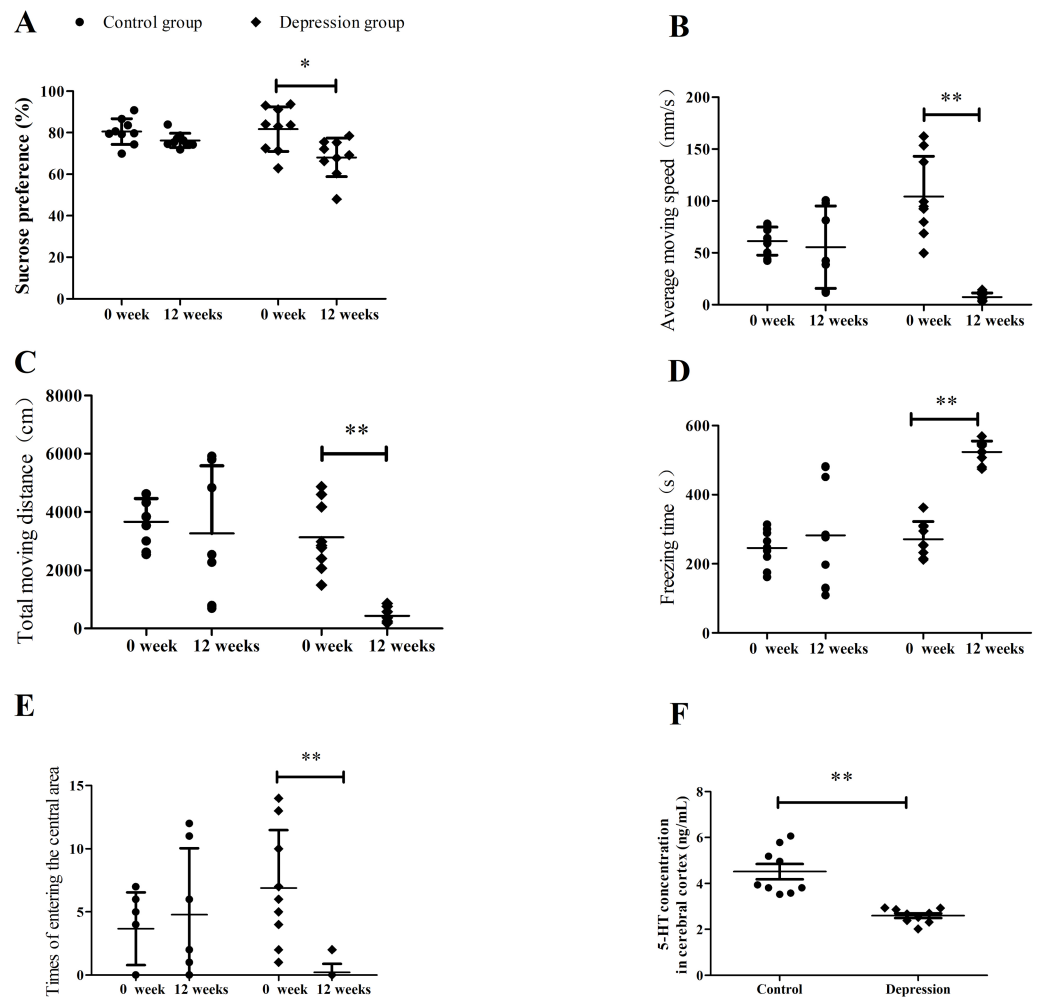 A
Control group
Depression group
*
Sucrose preference (%)
100
80
60
40
20
0
0 week
12 weeks
0 week
12 weeks
B
**
Average moving speed（mm/s）
200
150
100
50
0
0 week
12 weeks
0 week
12 weeks
C
**
Total moving distance（cm）
8000
6000
4000
2000
0
0 week
12 weeks
0 week
12 weeks
D
**
Freezing time（s）
600
400
200
0
0 week
12 weeks
0 week
12 weeks
E
**
Times of entering the central area
15
10
5
0
0 week
12 weeks
0 week
12 weeks
F
**
5-HT concentration
in cerebral cortex (ng/mL)
8
6
4
2
0
Control
Depression